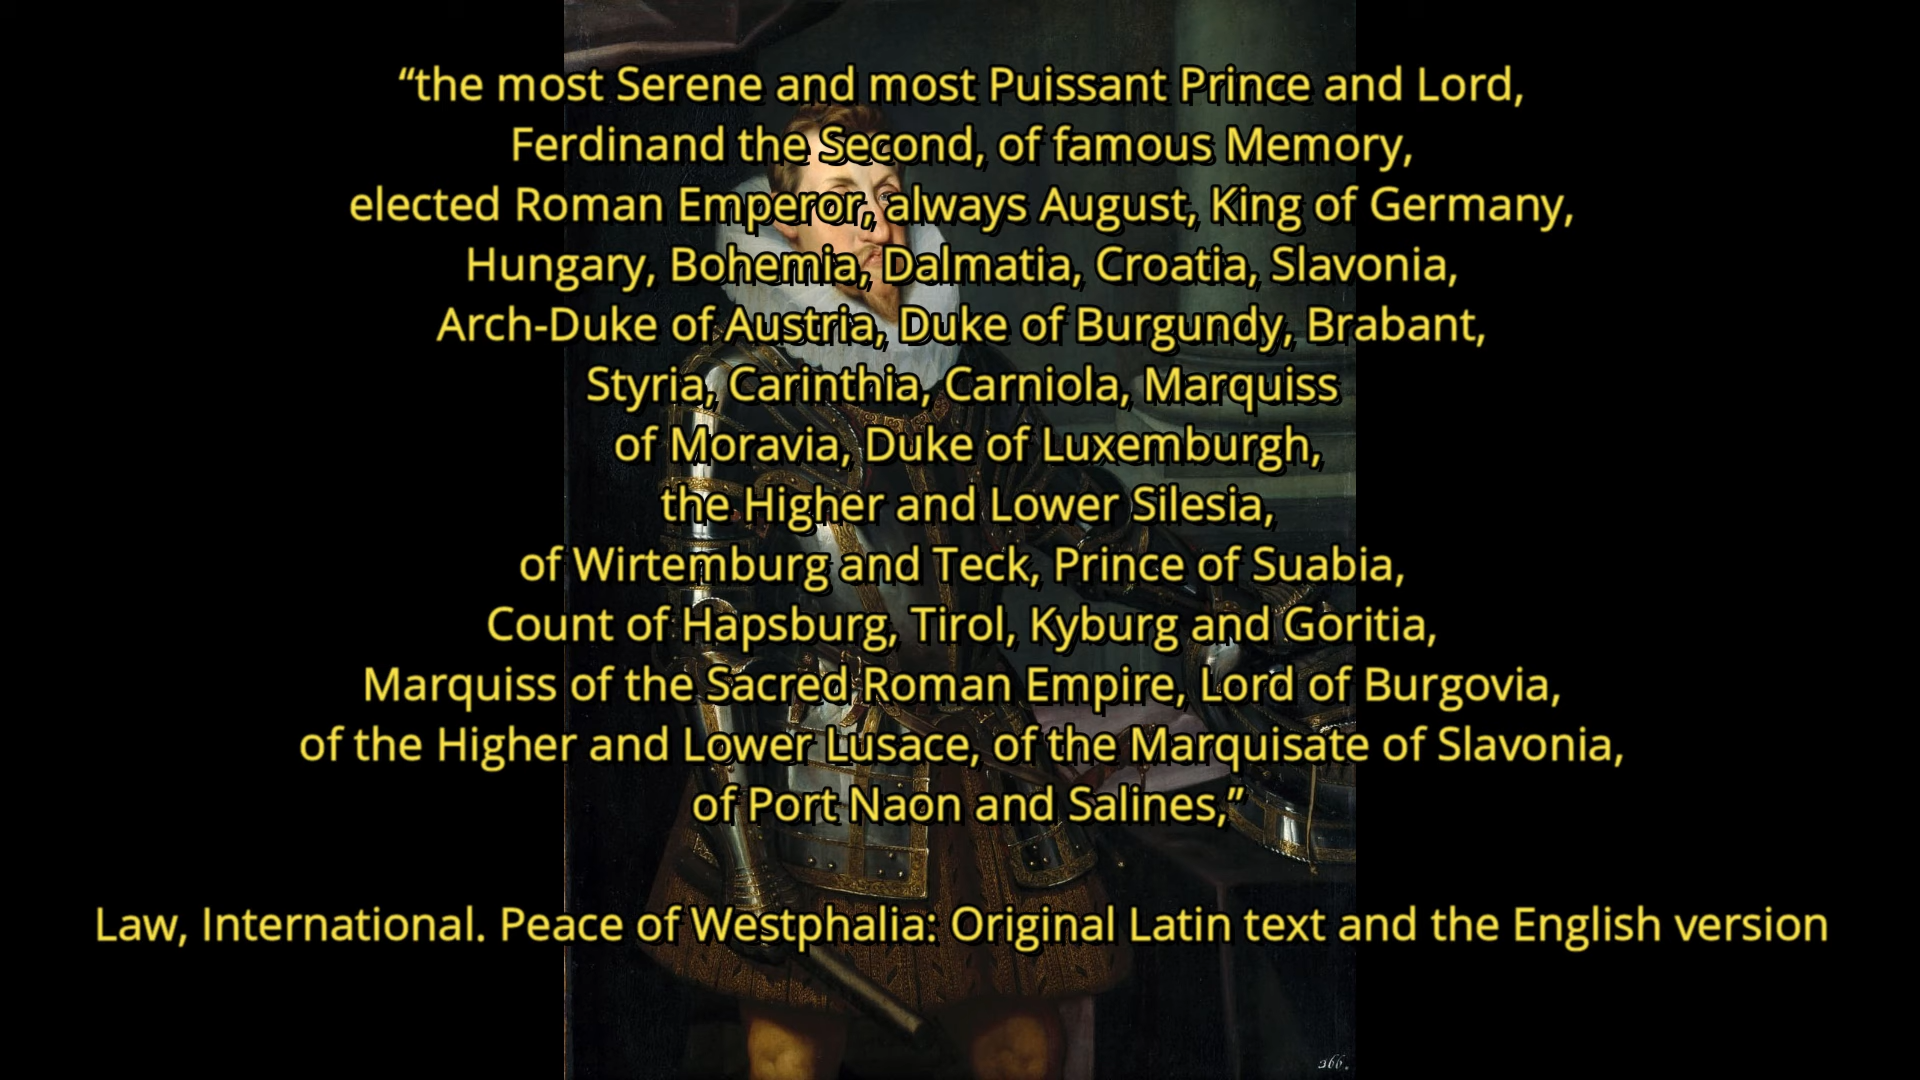 “the most Serene and most Puissant Prince and Lord,
Ferdinand the Second, of famous Memory,
elected Roman Emperor, always August, King of Germany,
Hungary, Bohemia, Dalmatia, Croatia, Slavonia,
Arch-Duke of Austria, Duke of Burgundy, Brabant,
Styria, Carinthia, Carniola, Marquiss
of Moravia, Duke of Luxemburgh,
the Higher and Lower Silesia,
of Wirtemburg and Teck, Prince of Suabia,
Count of Hapsburg, Tirol, Kyburg and Goritia,
Marquiss of the Sacred Roman Empire, Lord of Burgovia,
of the Higher and Lower Lusace, of the Marquisate of Slavonia,
of Port Naon and Salines,”
Law, International. Peace of Westphalia: Original Latin text and the English version
366.